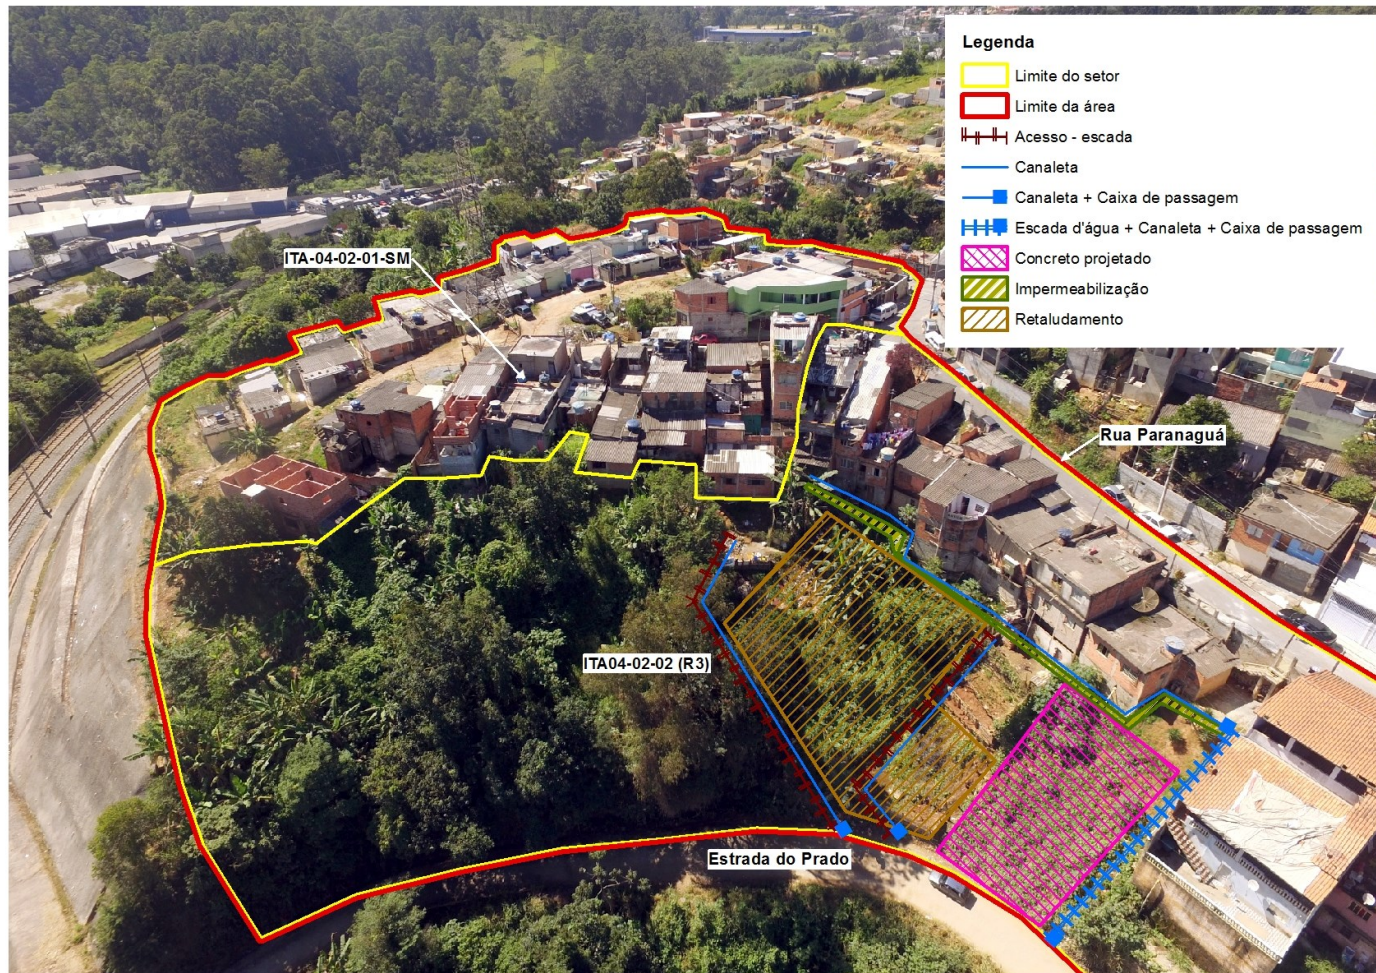 Legenda
Limite do setor
Limite da área
Acesso - escada
Canaleta
Canaleta + Caixa de passagem
Escada d'água + Canaleta + Caixa de passagem
Concreto projetado
Impermeabilização
Retaludamento
ITA-04-02-01-SM
Rua Paranaguá
ITA04-02-02 (R3)
Estrada do Prado